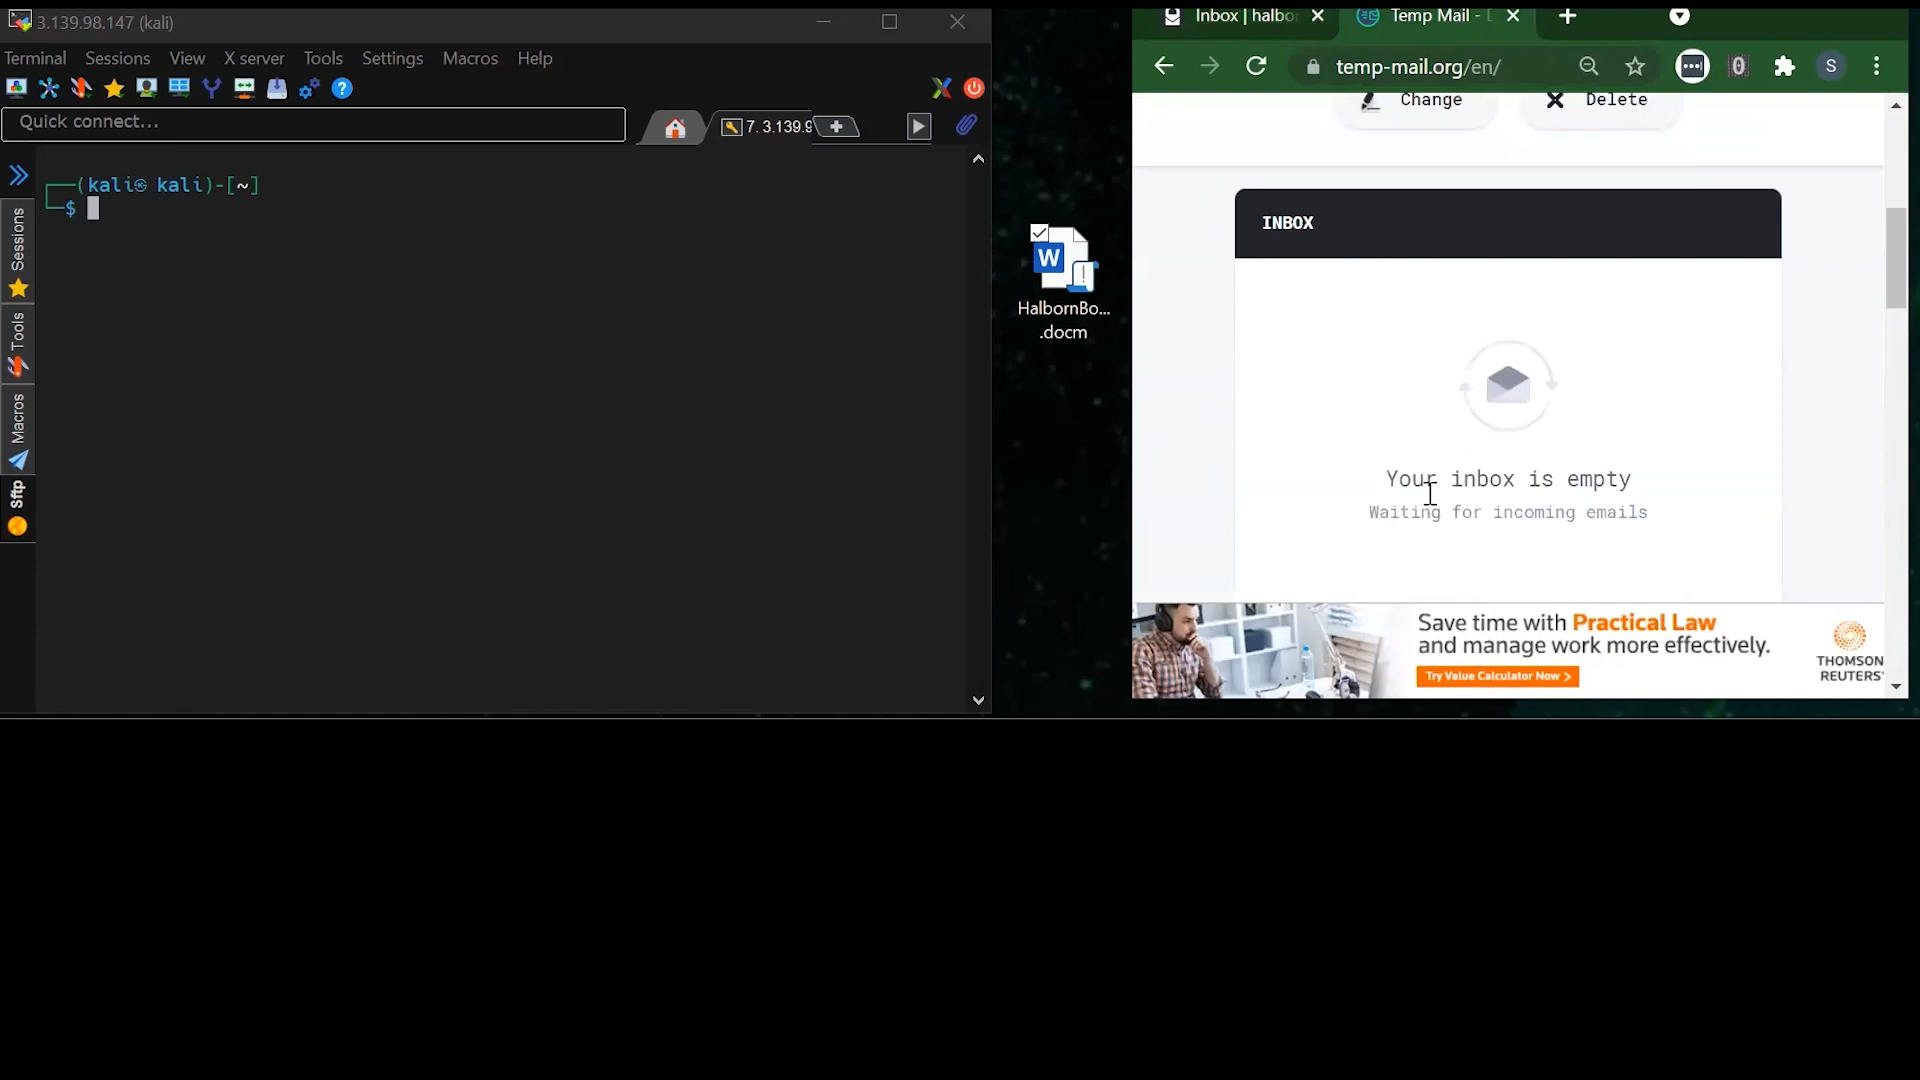 3.139.98.147 (kali)
Terminal Sessions View X server Tools Settings Macros Help
Quick connect...
7. 3.139.9
Sessions
Tools
Macros
Sftp
(kali㉿ kali)-[~]
$
W
HalbornBo...
.docm
Inbox | halbo
Temp Mail -
temp-mail.org/en/
S
Change
Delete
INBOX
Your inbox is empty
Waiting for incoming emails
Save time with Practical Law
and manage work more effectively.
Try Value Calculator Now >
THOMSON
REUTERS